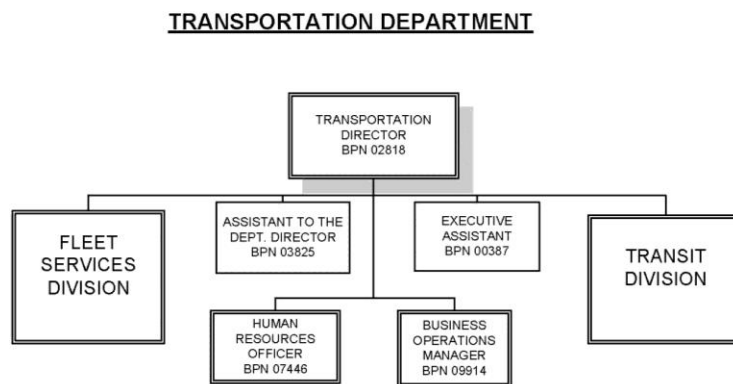 TRANSPORTATION DEPARTMENT
TRANSPORTATION
DIRECTOR
BPN 02818
FLEET
SERVICES
DIVISION
ASSISTANT TO THE
DEPT. DIRECTOR
BPN 03825
EXECUTIVE
ASSISTANT
BPN 00387
TRANSIT
DIVISION
HUMAN
RESOURCES
OFFICER
BPN 07446
BUSINESS
OPERATIONS
MANAGER
BPN 09914